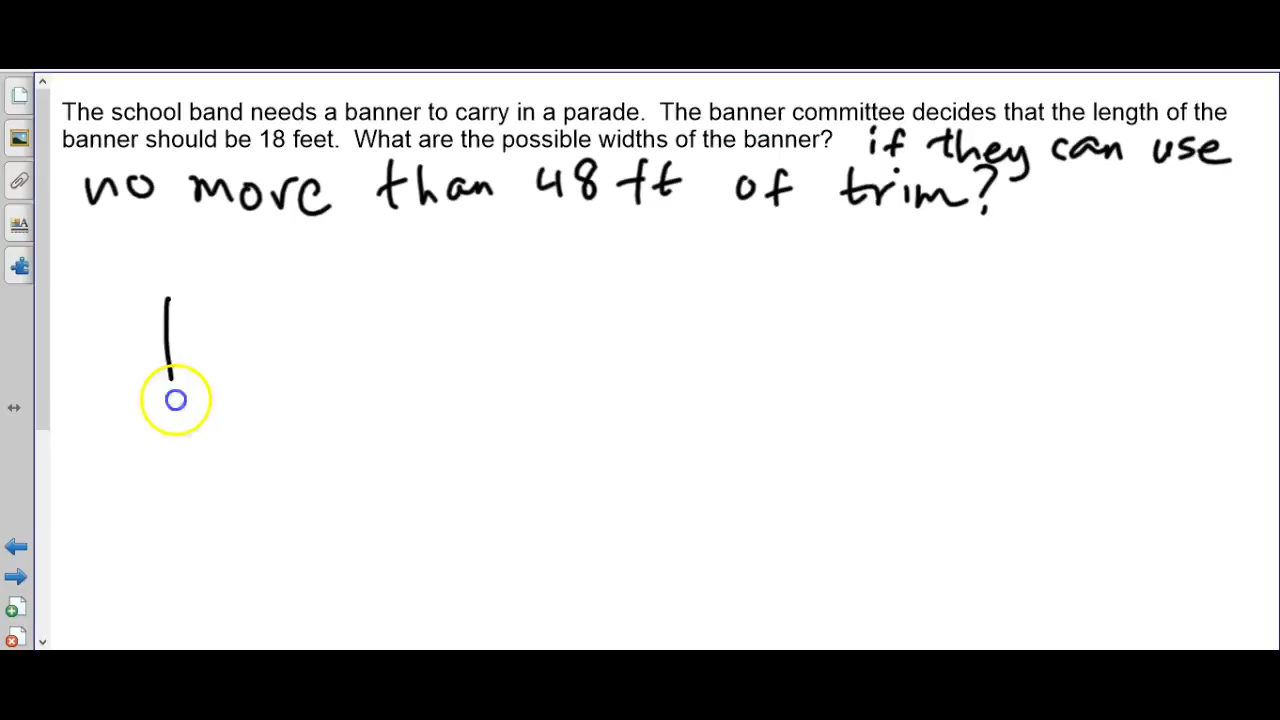 The school band needs a banner to carry in a parade.  The banner committee decides that the length of the
banner should be 18 feet.  What are the possible widths of the banner? if they can use
no more than 48 ft of trim?